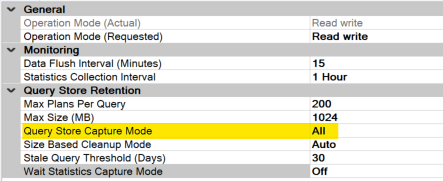 General
Operation Mode (Actual) Read write
Operation Mode (Requested) Read write
Monitoring
Data Flush Interval (Minutes) 15
Statistics Collection Interval 1 Hour
Query Store Retention
Max Plans Per Query 200
Max Size (MB) 1024
Query Store Capture Mode All
Size Based Cleanup Mode Auto
Stale Query Threshold (Days) 30
Wait Statistics Capture Mode Off